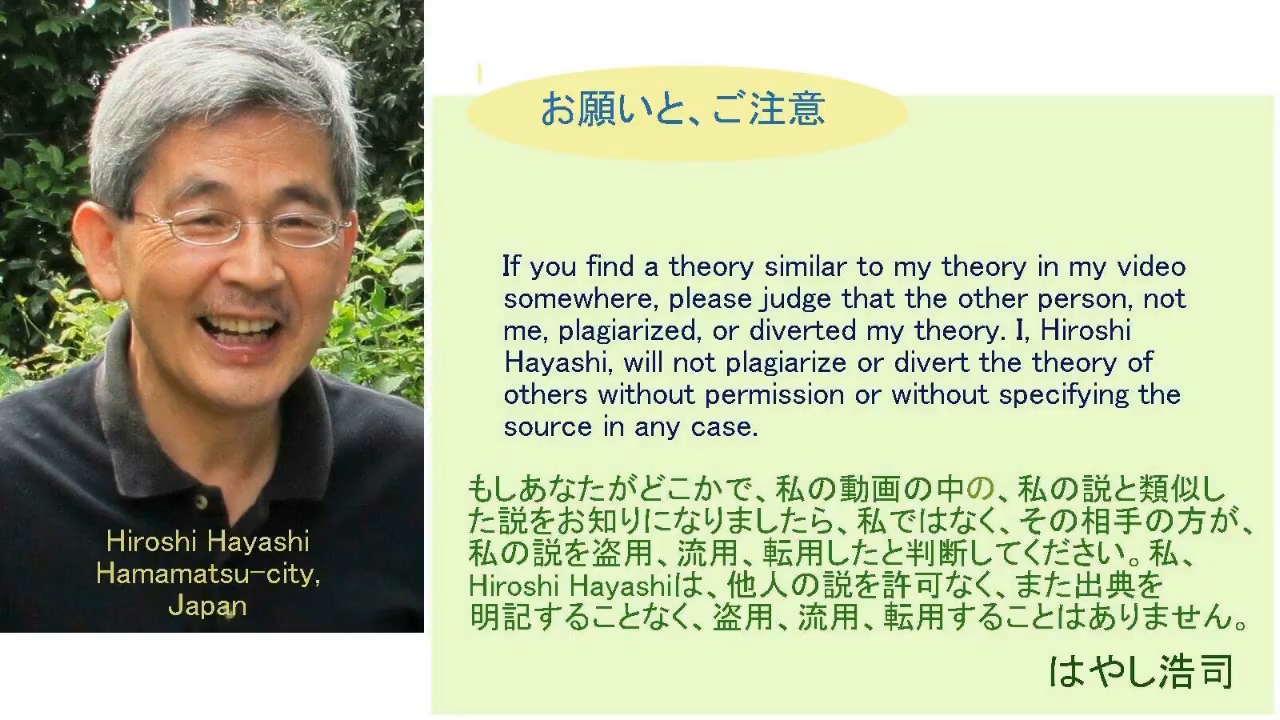 お願いと、ご注意
If you find a theory similar to my theory in my video
somewhere, please judge that the other person, not
me, plagiarized, or diverted my theory. I, Hiroshi
Hayashi, will not plagiarize or divert the theory of
others without permission or without specifying the
source in any case.
もしあなたがどこかで、私の動画の中の、私の説と類似し
た説をお知りになりましたら、私ではなく、その相手の方が、
私の説を盗用、流用、転用したと判断してください。私、
Hiroshi Hayashiは、他人の説を許可なく、また出典を
明記することなく、盗用、流用、転用することはありません。
はやし浩司
Hiroshi Hayashi
Hamamatsu-city,
Japan